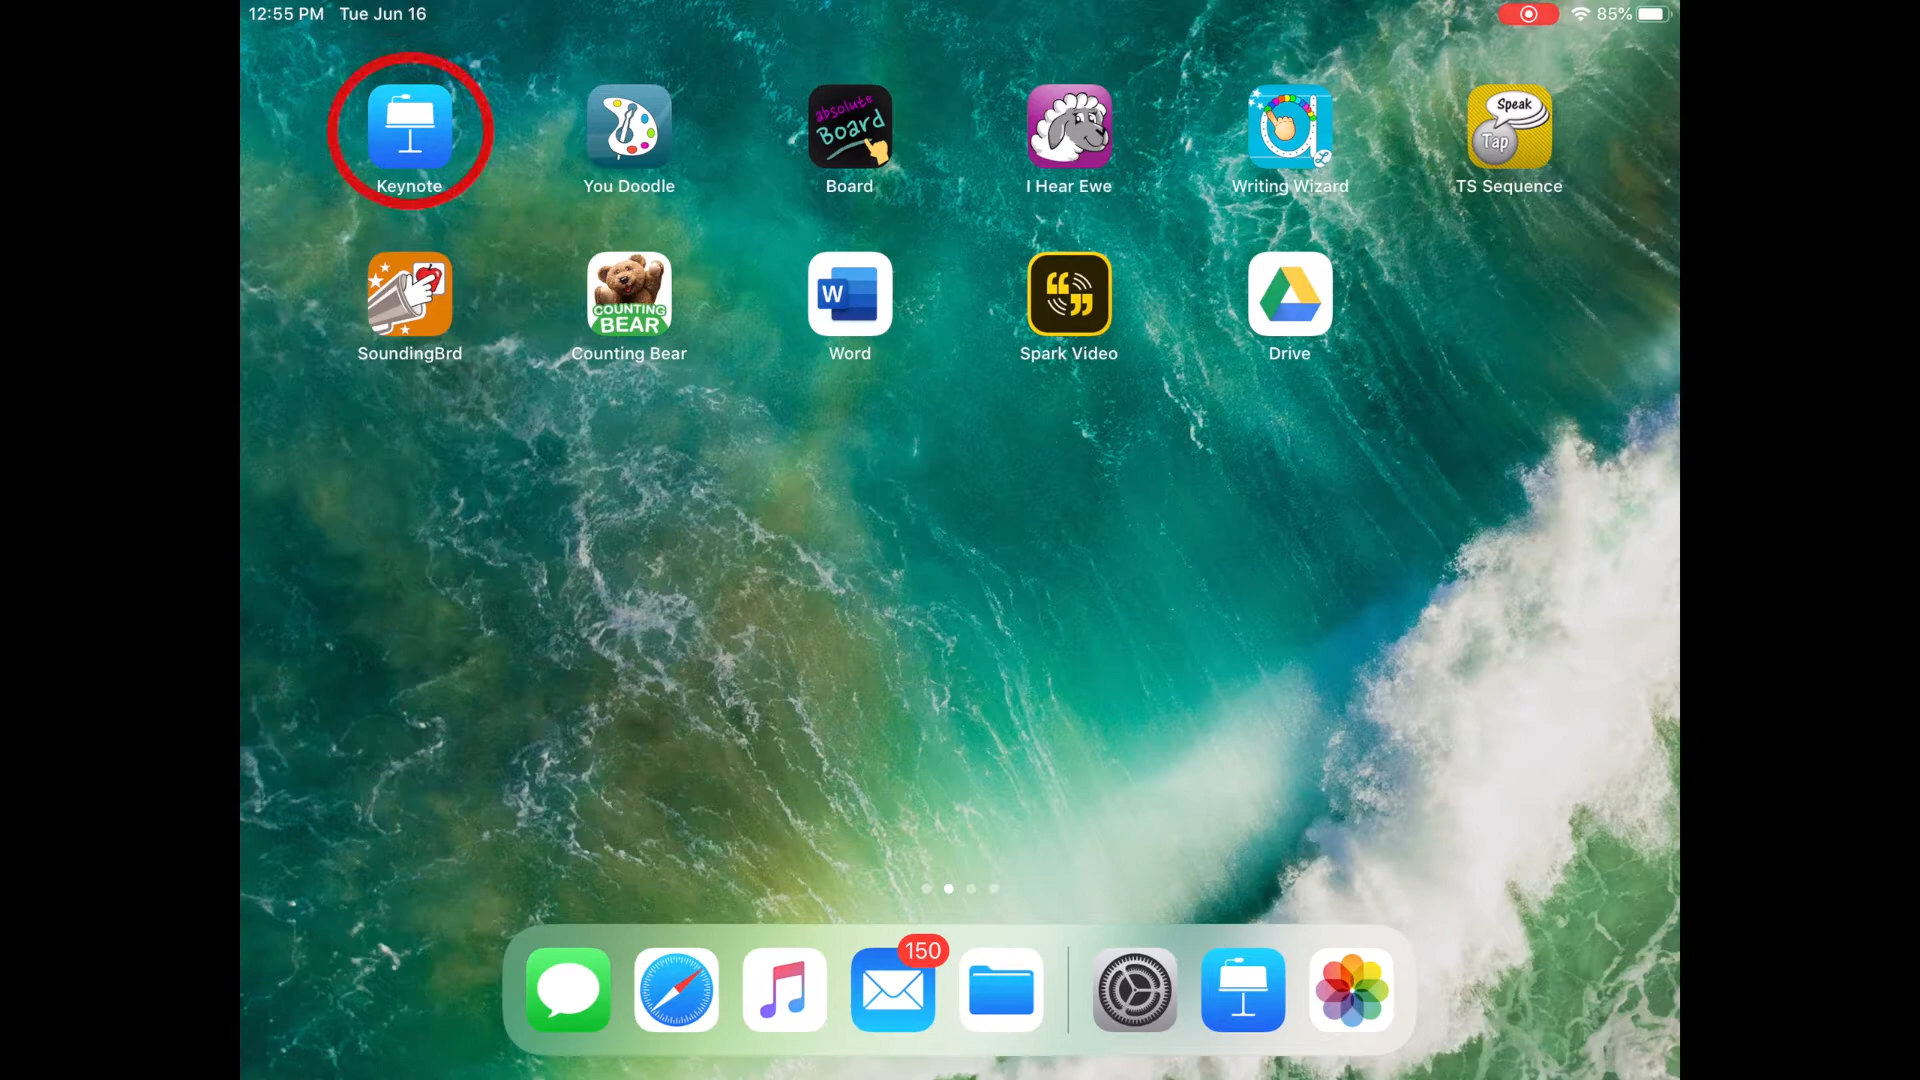 12:55 PM Tue Jun 16
85%
absolute
Board
Speak
Tap
Keynote
You Doodle
Board
I Hear Ewe
Writing Wizard
TS Sequence
COUNTING
BEAR
W
SoundingBrd
Counting Bear
Word
Spark Video
Drive
150